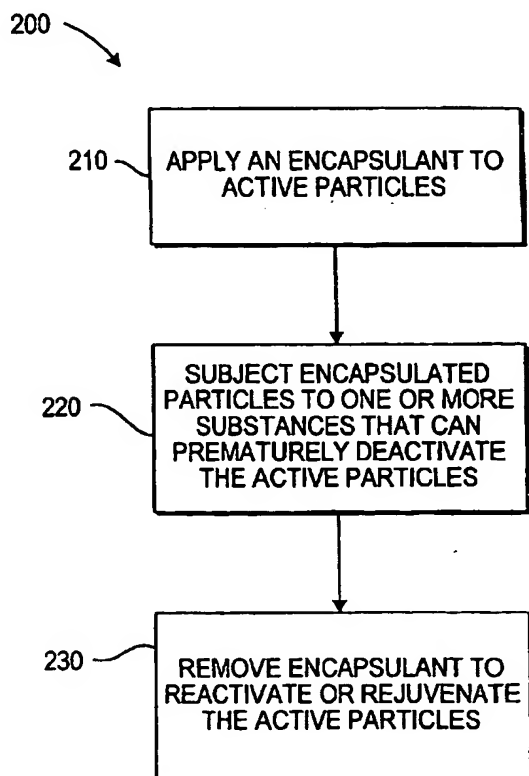 200
210
APPLY AN ENCAPSULANT TO
ACTIVE PARTICLES
220
SUBJECT ENCAPSULATED
PARTICLES TO ONE OR MORE
SUBSTANCES THAT CAN
PREMATURELY DEACTIVATE
THE ACTIVE PARTICLES
230
REMOVE ENCAPSULANT TO
REACTIVATE OR REJUVENATE
THE ACTIVE PARTICLES